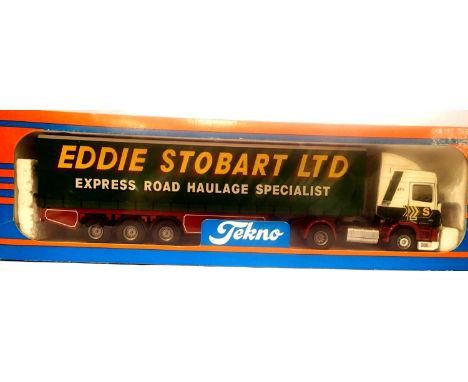 EDDIE STOBART LTD
EXPRESS ROAD HAULAGE SPECIALIST
S
Tekno